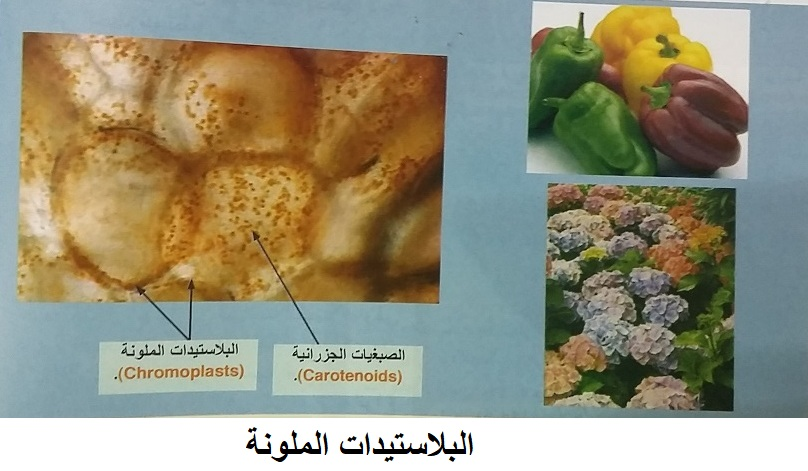 الصبغيات الجزرانية
(Carotenoids).
البلاستيدات الملونة
(Chromoplasts).
البلاستيدات الملونة